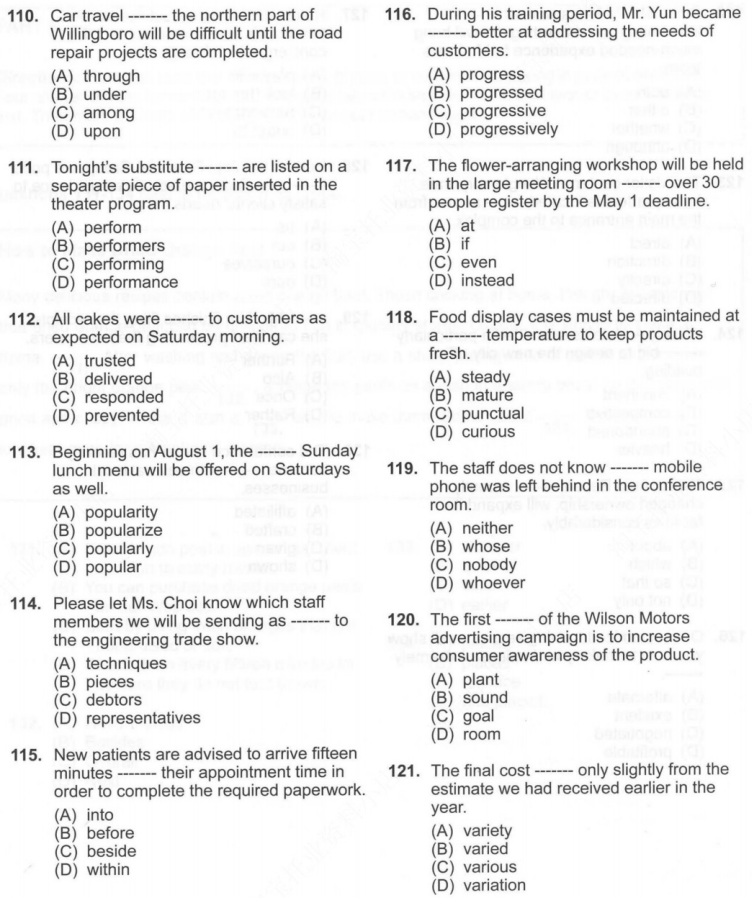 110. Car travel ------- the northern part of
Willingboro will be difficult until the road
repair projects are completed.
(A) through
(B) under
(C) among
(D) upon
111. Tonight's substitute ------- are listed on a
separate piece of paper inserted in the
theater program.
(A) perform
(B) performers
(C) performing
(D) performance
112. All cakes were ------- to customers as
expected on Saturday morning.
(A) trusted
(B) delivered
(C) responded
(D) prevented
113. Beginning on August 1, the ------- Sunday
lunch menu will be offered on Saturdays
as well.
(A) popularity
(B) popularize
(C) popularly
(D) popular
114. Please let Ms. Choi know which staff
members we will be sending as ------- to
the engineering trade show.
(A) techniques
(B) pieces
(C) debtors
(D) representatives
115. New patients are advised to arrive fifteen
minutes ------- their appointment time in
order to complete the required paperwork.
(A) into
(B) before
(C) beside
(D) within
116. During his training period, Mr. Yun became
------- better at addressing the needs of
customers.
(A) progress
(B) progressed
(C) progressive
(D) progressively
117. The flower-arranging workshop will be held
in the large meeting room ------- over 30
people register by the May 1 deadline.
(A) at
(B) if
(C) even
(D) instead
118. Food display cases must be maintained at
a ------- temperature to keep products
fresh.
(A) steady
(B) mature
(C) punctual
(D) curious
119. The staff does not know ------- mobile
phone was left behind in the conference
room.
(A) neither
(B) whose
(C) nobody
(D) whoever
120. The first ------- of the Wilson Motors
advertising campaign is to increase
consumer awareness of the product.
(A) plant
(B) sound
(C) goal
(D) room
121. The final cost ------- only slightly from the
estimate we had received earlier in the
year.
(A) variety
(B) varied
(C) various
(D) variation